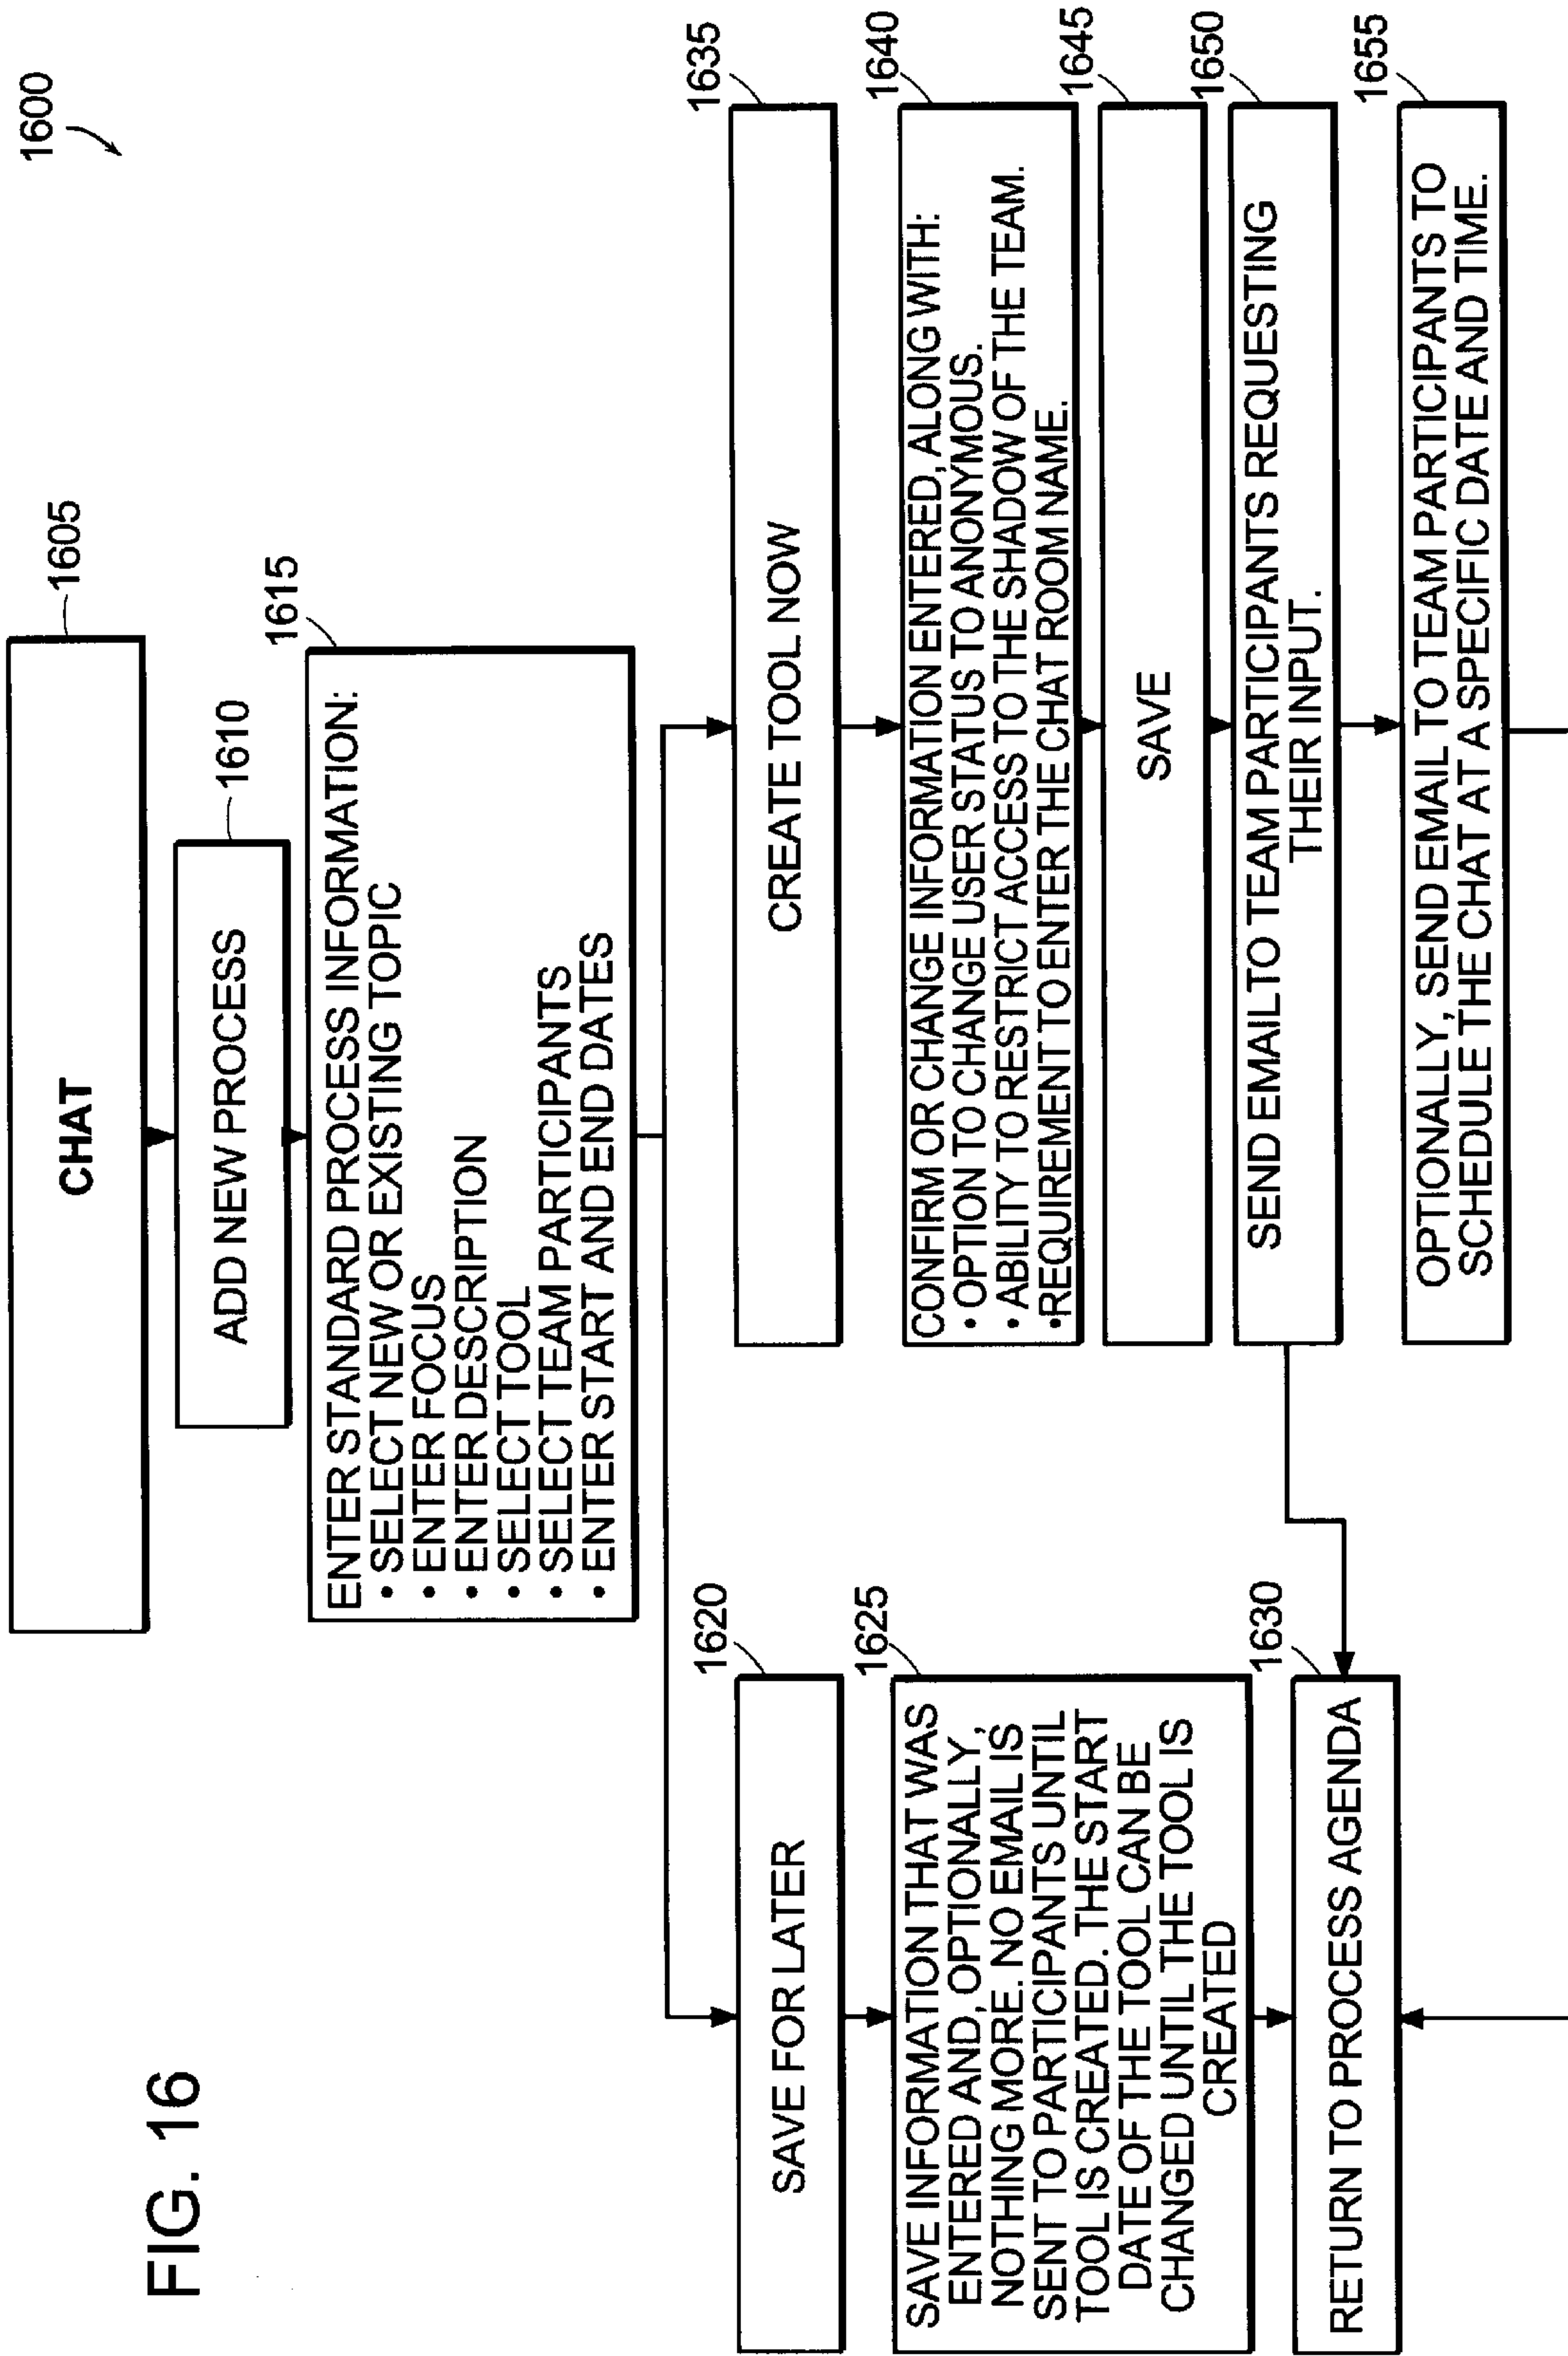 FIG. 16
1600
CHAT
1605
ADD NEW PROCESS
1610
1615
ENTER STANDARD PROCESS INFORMATION:
• SELECT NEW OR EXISTING TOPIC
• ENTER FOCUS
• ENTER DESCRIPTION
• SELECT TOOL
• SELECT TEAM PARTICIPANTS
• ENTER START AND END DATES
1620
SAVE FOR LATER
1625
SAVE INFORMATION THAT WAS
ENTERED AND, OPTIONALLY,
NOTHING MORE. NO EMAIL IS
SENT TO PARTICIPANTS UNTIL
TOOL IS CREATED. THE START
DATE OF THE TOOL CAN BE
CHANGED UNTIL THE TOOL IS
CREATED
1630
RETURN TO PROCESS AGENDA
1635
CREATE TOOL NOW
1640
CONFIRM OR CHANGE INFORMATION ENTERED, ALONG WITH:
• OPTION TO CHANGE USER STATUS TO ANONYMOUS.
• ABILITY TO RESTRICT ACCESS TO THE SHADOW OF THE TEAM.
•REQUIREMENT TO ENTER THE CHAT ROOM NAME.
1645
SAVE
1650
SEND EMAIL TO TEAM PARTICIPANTS REQUESTING
THEIR INPUT.
1655
OPTIONALLY, SEND EMAIL TO TEAM PARTICIPANTS TO
SCHEDULE THE CHAT AT A SPECIFIC DATE AND TIME.